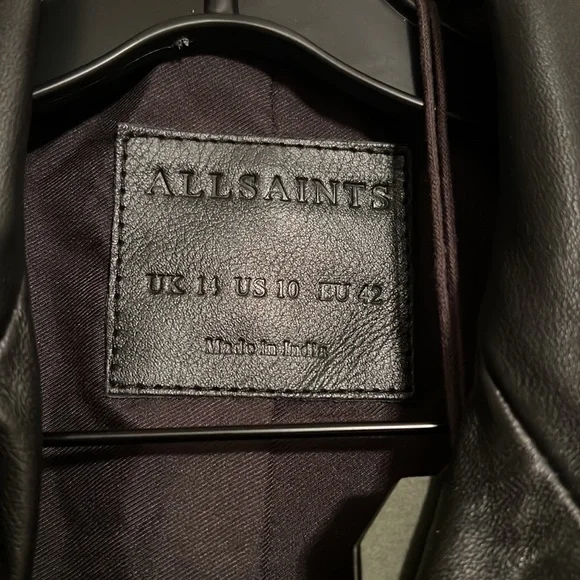 ALLSAINTS
UK 14 US 10 EU 42
Made in India